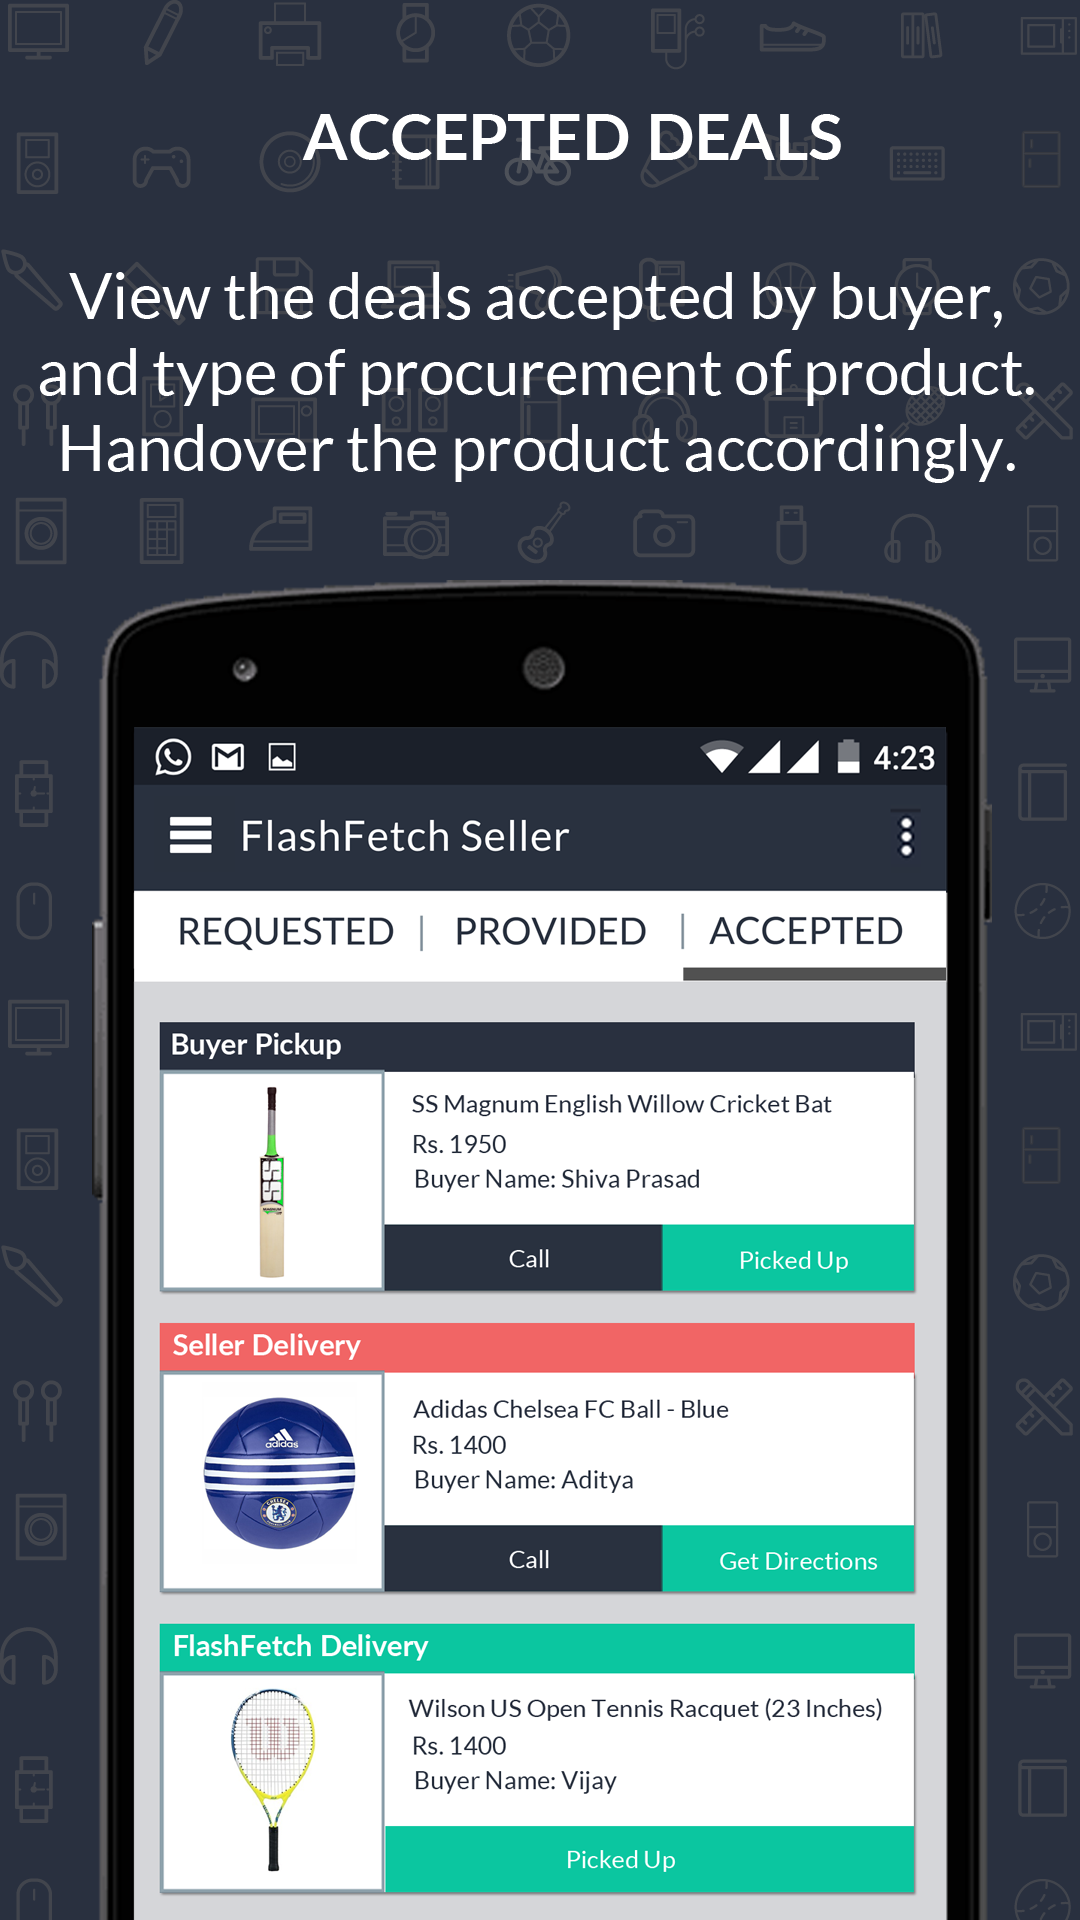 ACCEPTED DEALS
View the deals accepted by buyer,
and type of procurement of product.
Handover the product accordingly.
4:23
FlashFetch Seller
REQUESTED | PROVIDED | ACCEPTED
Buyer Pickup
SS Magnum English Willow Cricket Bat
Rs. 1950
Buyer Name: Shiva Prasad
Call
Picked Up
Seller Delivery
adidas
CHELSEA
Adidas Chelsea FC Ball - Blue
Rs. 1400
Buyer Name: Aditya
Call
Get Directions
FlashFetch Delivery
W
Wilson US Open Tennis Racquet (23 Inches)
Rs. 1400
Buyer Name: Vijay
Picked Up